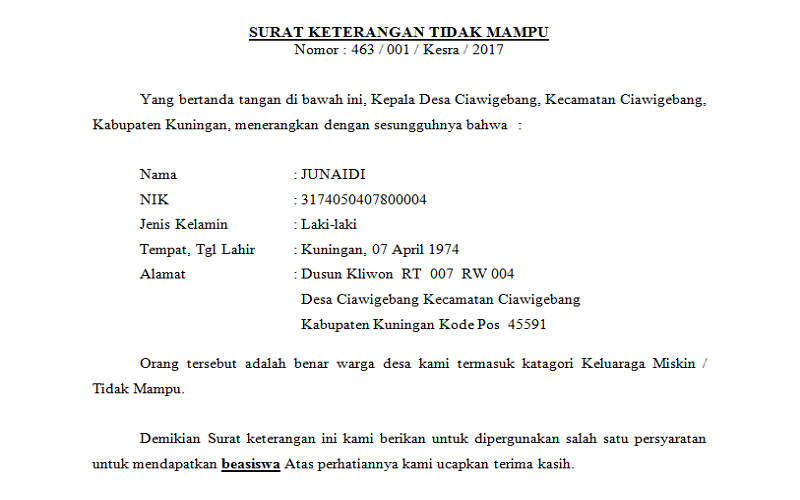 SURAT KETERANGAN TIDAK MAMPU
Nomor : 463 / 001 / Kesra / 2017
Yang bertanda tangan di bawah ini, Kepala Desa Ciawigebang, Kecamatan Ciawigebang,
Kabupaten Kuningan, menerangkan dengan sesungguhnya bahwa :
Nama : JUNAIDI
NIK : 3174050407800004
Jenis Kelamin : Laki-laki
Tempat, Tgl Lahir : Kuningan, 07 April 1974
Alamat : Dusun Kliwon RT 007 RW 004
Desa Ciawigebang Kecamatan Ciawigebang
Kabupaten Kuningan Kode Pos 45591
Orang tersebut adalah benar warga desa kami termasuk katagori Keluaraga Miskin /
Tidak Mampu.
Demikian Surat keterangan ini kami berikan untuk dipergunakan salah satu persyaratan
untuk mendapatkan beasiswa Atas perhatiannya kami ucapkan terima kasih.